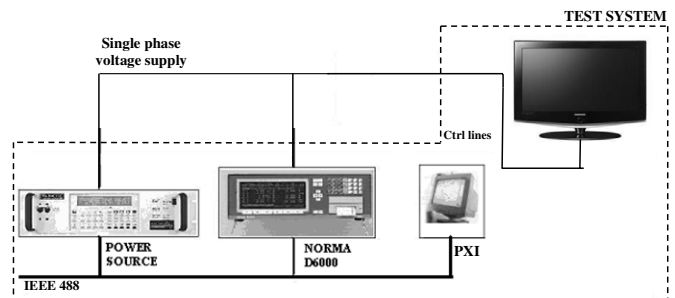 TEST SYSTEM
Single phase
voltage supply
Ctrl lines
POWER
SOURCE
NORMA
D6000
PXI
IEEE 488